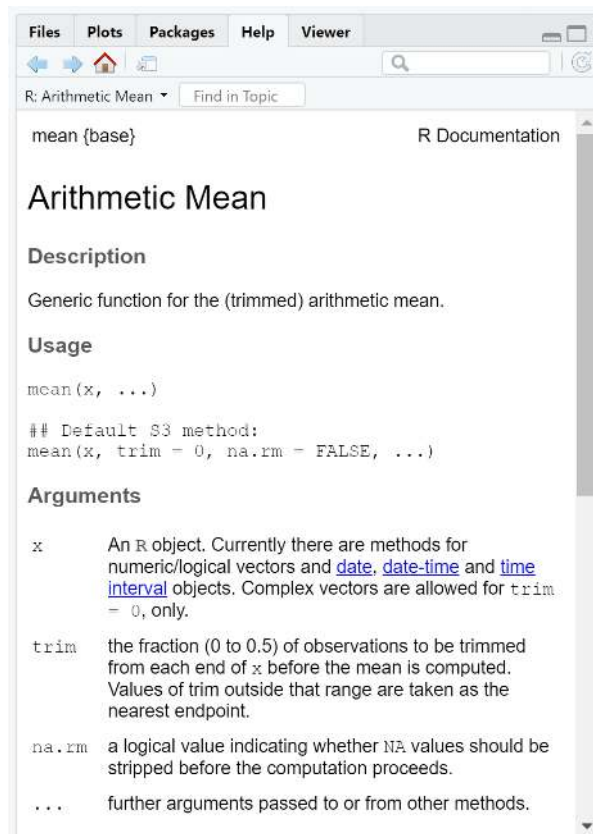 Files Plots Packages Help Viewer
R: Arithmetic Mean Find in Topic
mean {base} R Documentation
Arithmetic Mean
Description
Generic function for the (trimmed) arithmetic mean.
Usage
mean(x, ...)
## Default S3 method:
mean(x, trim = 0, na.rm = FALSE, ...)
Arguments
x An R object. Currently there are methods for
numeric/logical vectors and date, date-time and time
interval objects. Complex vectors are allowed for trim
= 0, only.
trim the fraction (0 to 0.5) of observations to be trimmed
from each end of x before the mean is computed.
Values of trim outside that range are taken as the
nearest endpoint.
na.rm a logical value indicating whether NA values should be
stripped before the computation proceeds.
... further arguments passed to or from other methods.